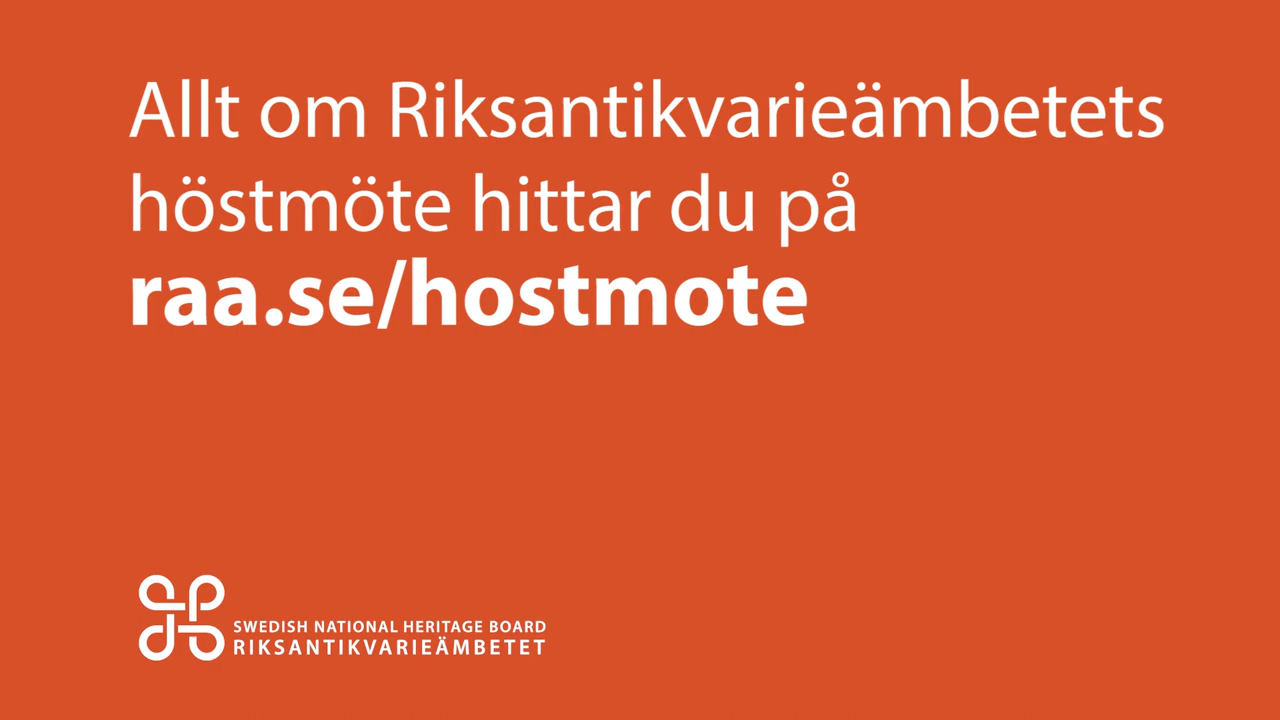 Allt om Riksantikvarieämbetets
höstmöte hittar du på
raa.se/hostmote
SWEDISH NATIONAL HERITAGE BOARD
RIKSANTIKVARIEÄMBETET